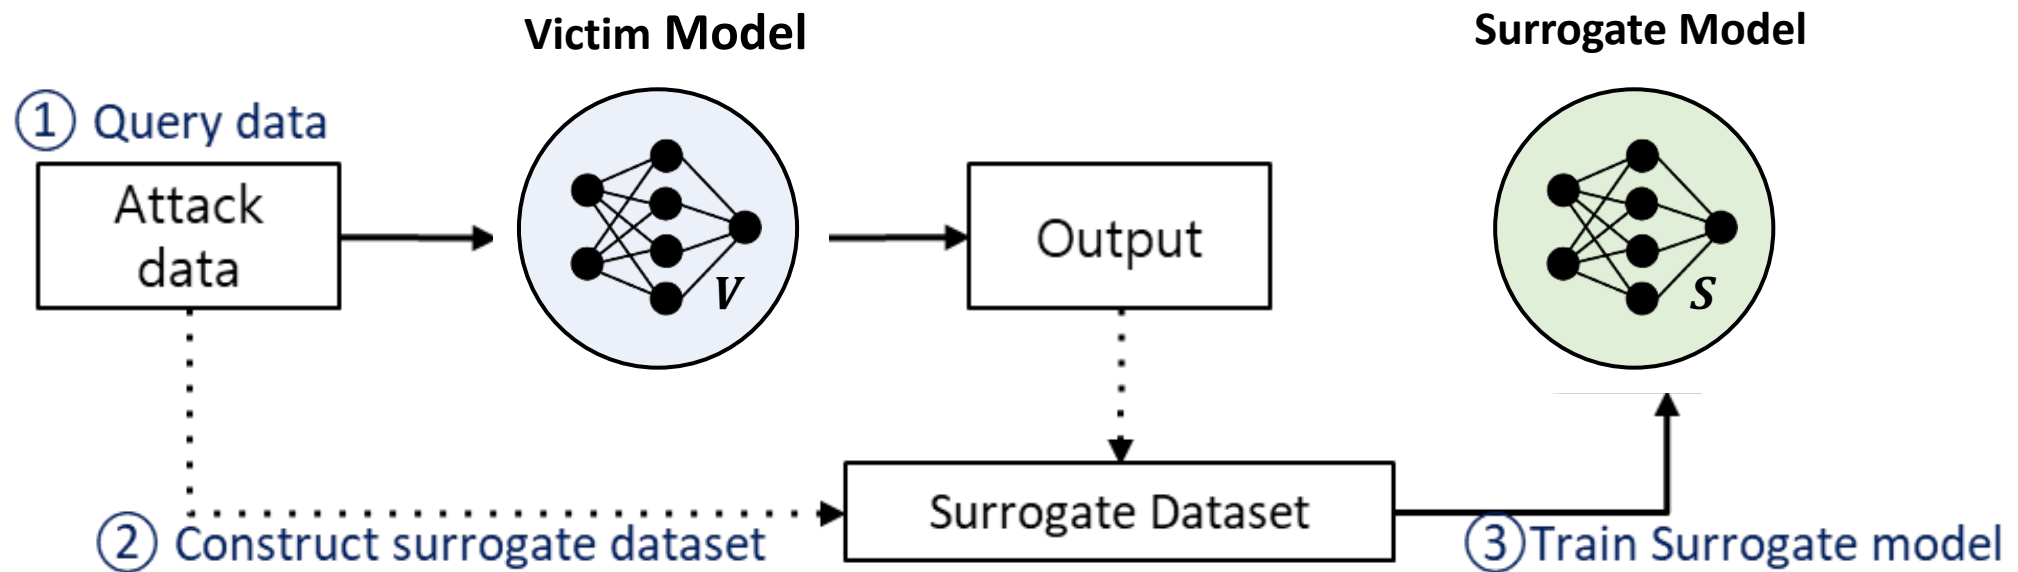 Victim Model
Surrogate Model
① Query data
Attack
data
V
Output
S
Surrogate Dataset
② Construct surrogate dataset
③ Train Surrogate model